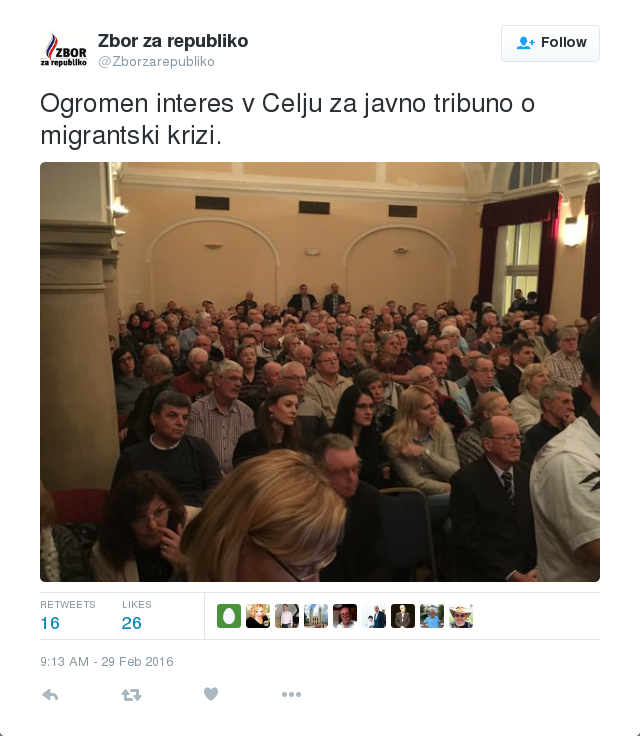 ZBOR
za republiko
Zbor za republiko
@Zborzarepubliko
Follow
Ogromen interes v Celju za javno tribuno o
migrantski krizi.
RETWEETS
LIKES
16
26
9:13 AM - 29 Feb 2016